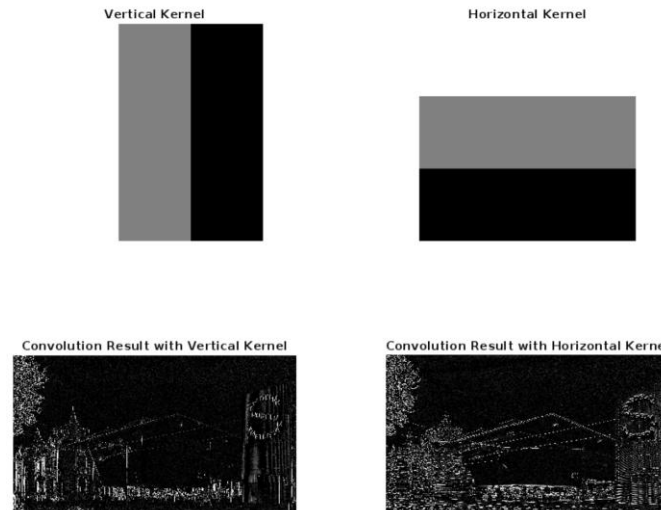 Vertical Kernel
Horizontal Kernel
Convolution Result with Vertical Kernel
Convolution Result with Horizontal Kerne